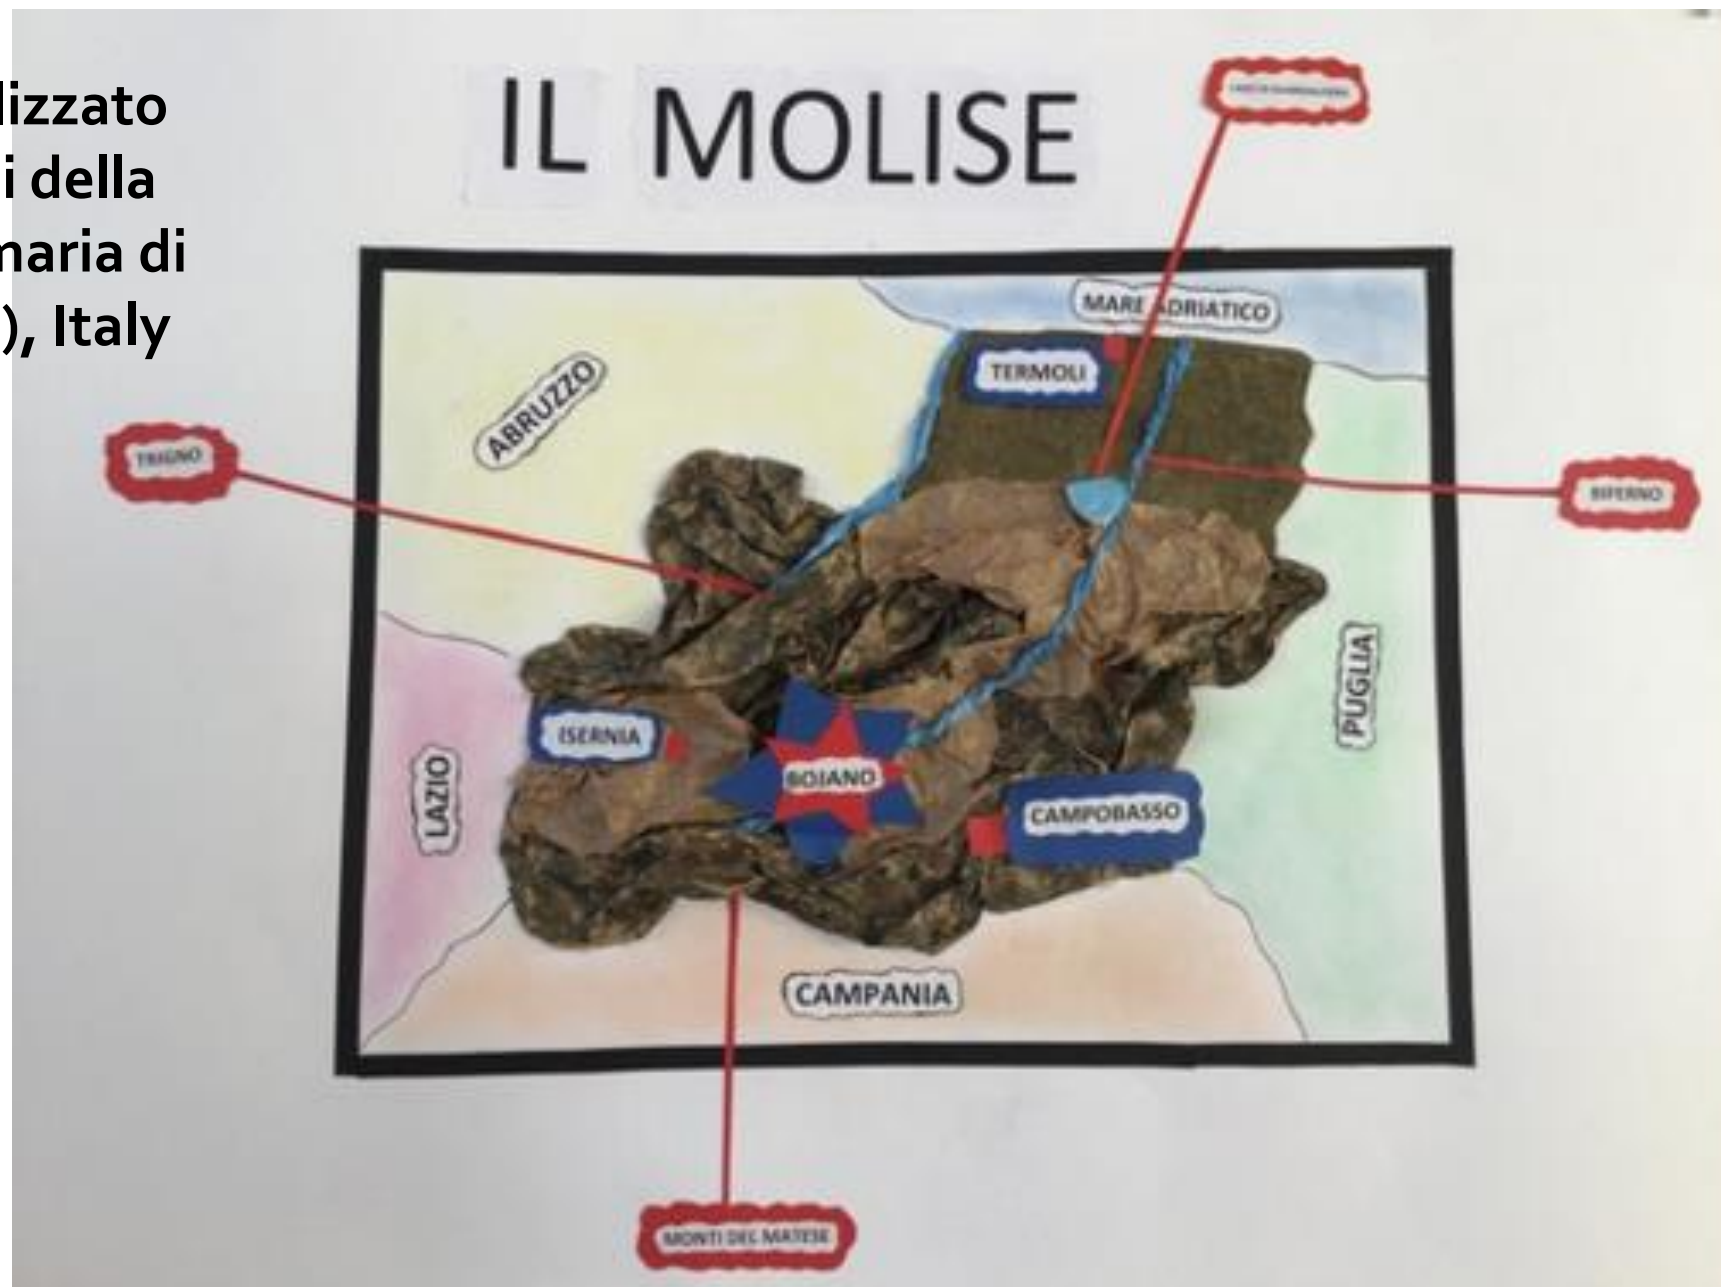 lizzato
i della
maria di
), Italy
IL MOLISE
MARE ADRIATICO
TERMOLI
ABRUZZO
TRIGNO
BIFERNO
PUGLIA
ISERNIA
LAZIO
BOJANO
CAMPOBASSO
CAMPANIA
MONTI DEL MATESE